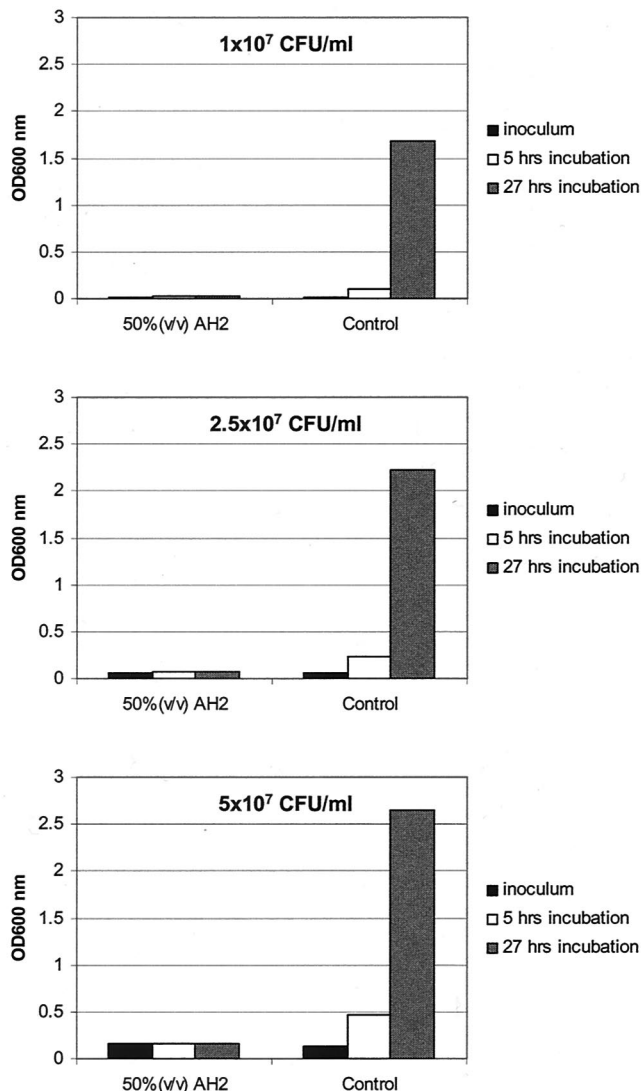 1x10⁷ CFU/ml
OD600 nm
3
2.5
2
1.5
1
0.5
0
50%(v/v) AH2 Control
inoculum
5 hrs incubation
27 hrs incubation
2.5x10⁷ CFU/ml
OD600 nm
3
2.5
2
1.5
1
0.5
0
50%(v/v) AH2 Control
inoculum
5 hrs incubation
27 hrs incubation
5x10⁷ CFU/ml
OD600 nm
3
2.5
2
1.5
1
0.5
0
50%(v/v) AH2 Control
inoculum
5 hrs incubation
27 hrs incubation